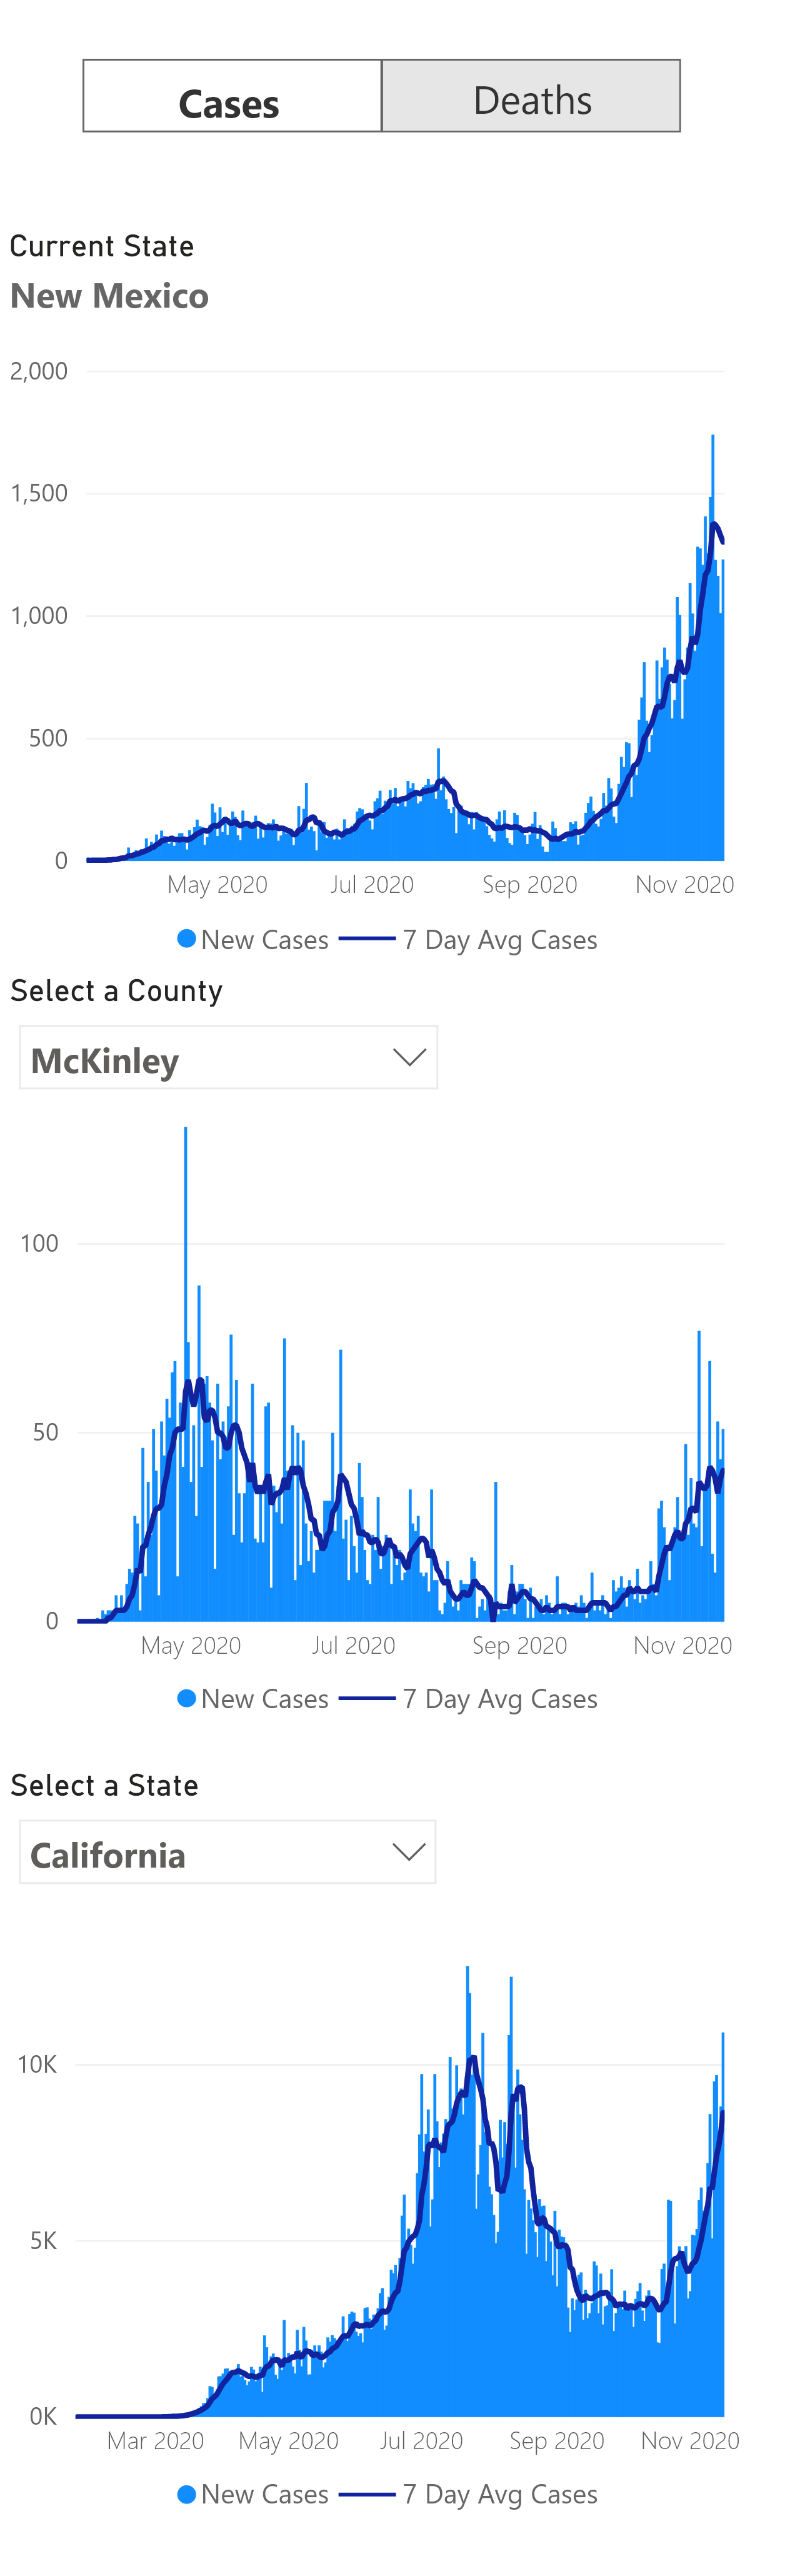 Cases Deaths
Current State
New Mexico
2,000
1,500
1,000
500
0
May 2020 Jul 2020 Sep 2020 Nov 2020
New Cases 7 Day Avg Cases
Select a County
McKinley
100
50
0
May 2020 Jul 2020 Sep 2020 Nov 2020
New Cases 7 Day Avg Cases
Select a State
California
10K
5K
0K
Mar 2020 May 2020 Jul 2020 Sep 2020 Nov 2020
New Cases 7 Day Avg Cases